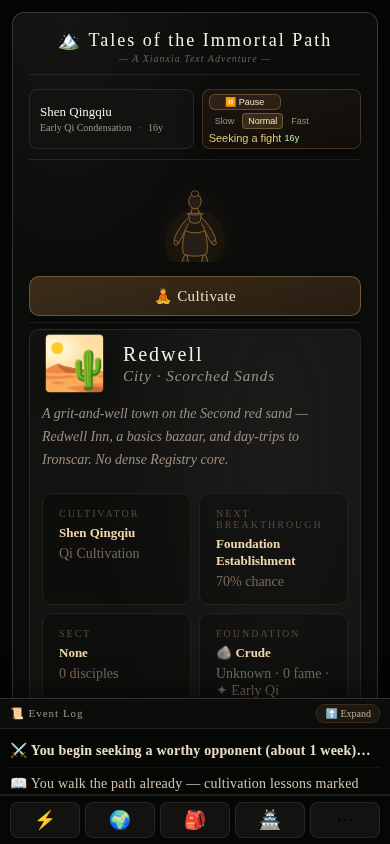 Tales of the Immortal Path
— A Xianxia Text Adventure —
Shen Qingqiu
Early Qi Condensation · 16y
Pause
Slow Normal Fast
Seeking a fight 16y
Cultivate
Redwell
City · Scorched Sands
A grit-and-well town on the Second red sand —
Redwell Inn, a basics bazaar, and day-trips to
Ironscar. No dense Registry core.
CULTIVATOR
Shen Qingqiu
Qi Cultivation
NEXT
BREAKTHROUGH
Foundation
Establishment
70% chance
SECT
None
0 disciples
FOUNDATION
Crude
Unknown · 0 fame ·
✦ Early Qi
Event Log
Expand
You begin seeking a worthy opponent (about 1 week)…
You walk the path already — cultivation lessons marked